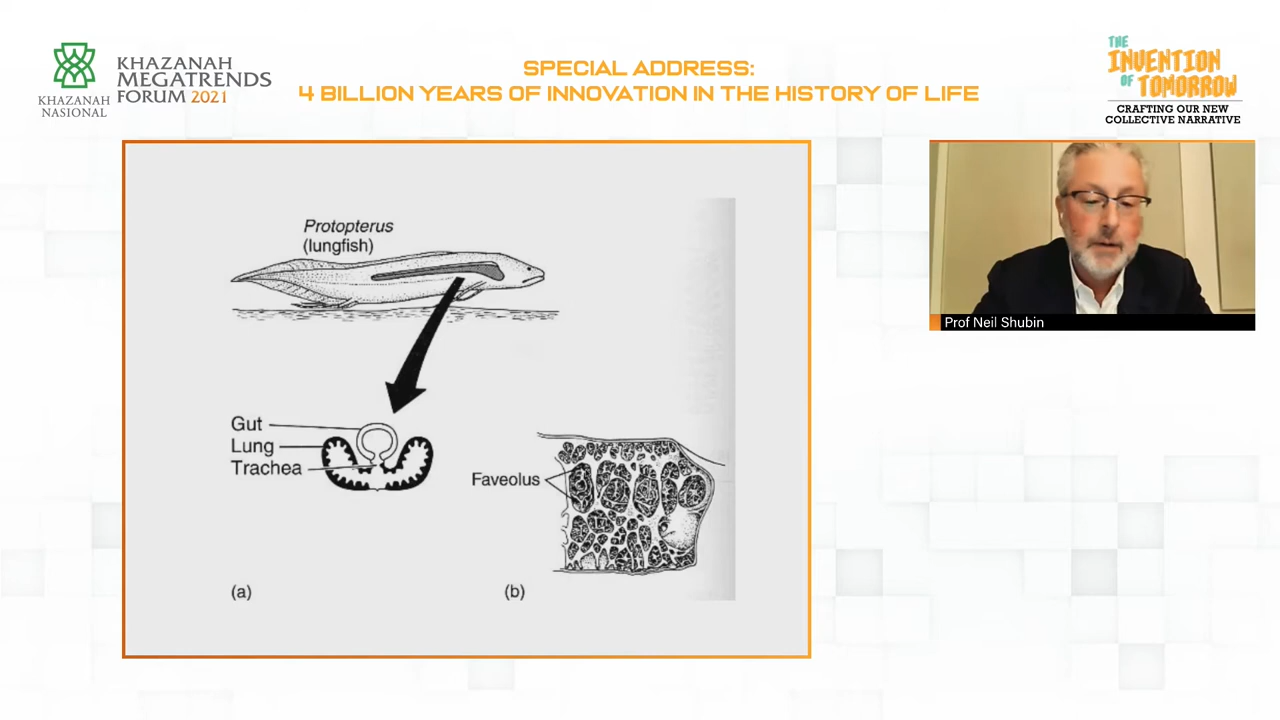 KHAZANAH
NASIONAL
KHAZANAH
MEGATRENDS
FORUM 2021
SPECIAL ADDRESS:
4 BILLION YEARS OF INNOVATION IN THE HISTORY OF LIFE
THE
INVENTION
OF TOMORROW
CRAFTING OUR NEW
COLLECTIVE NARRATIVE
Protopterus
(lungfish)
Gut
Lung
Trachea
Faveolus
(a)
(b)
Prof Neil Shubin